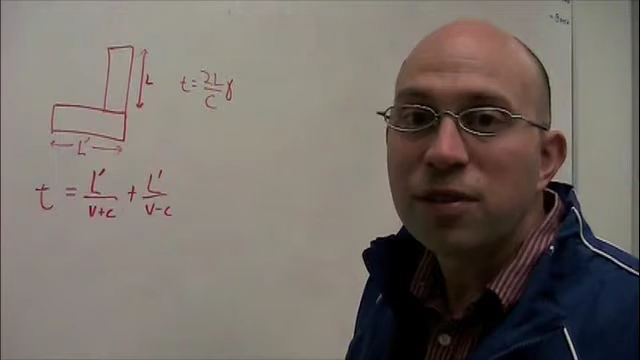 L
t = 2L/C γ
L'
t = L'/v+c + L'/v-c